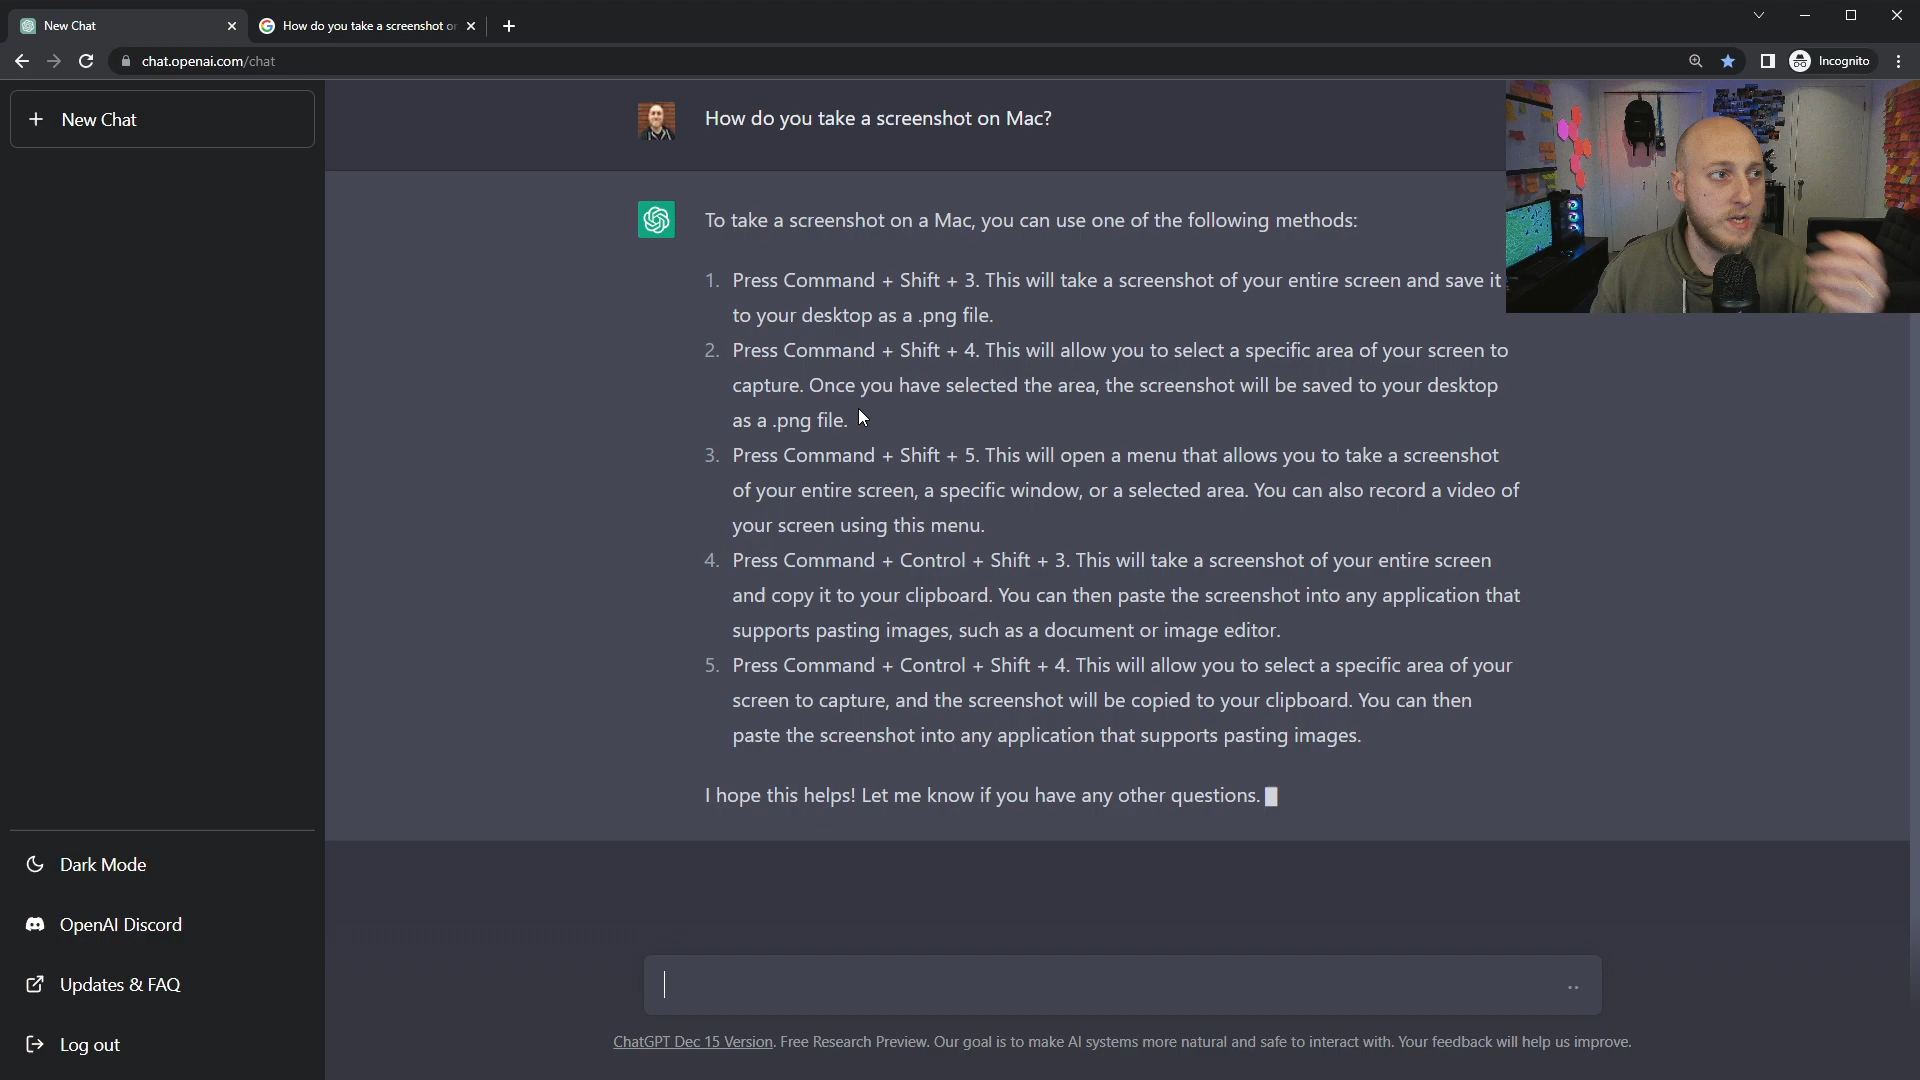 New Chat
How do you take a screenshot or
chat.openai.com/chat
Incognito
New Chat
How do you take a screenshot on Mac?
To take a screenshot on a Mac, you can use one of the following methods:
1. Press Command + Shift + 3. This will take a screenshot of your entire screen and save it
to your desktop as a .png file.
2. Press Command + Shift + 4. This will allow you to select a specific area of your screen to
capture. Once you have selected the area, the screenshot will be saved to your desktop
as a .png file.
3. Press Command + Shift + 5. This will open a menu that allows you to take a screenshot
of your entire screen, a specific window, or a selected area. You can also record a video of
your screen using this menu.
4. Press Command + Control + Shift + 3. This will take a screenshot of your entire screen
and copy it to your clipboard. You can then paste the screenshot into any application that
supports pasting images, such as a document or image editor.
5. Press Command + Control + Shift + 4. This will allow you to select a specific area of your
screen to capture, and the screenshot will be copied to your clipboard. You can then
paste the screenshot into any application that supports pasting images.
I hope this helps! Let me know if you have any other questions.
Dark Mode
OpenAI Discord
Updates & FAQ
Log out
ChatGPT Dec 15 Version. Free Research Preview. Our goal is to make AI systems more natural and safe to interact with. Your feedback will help us improve.